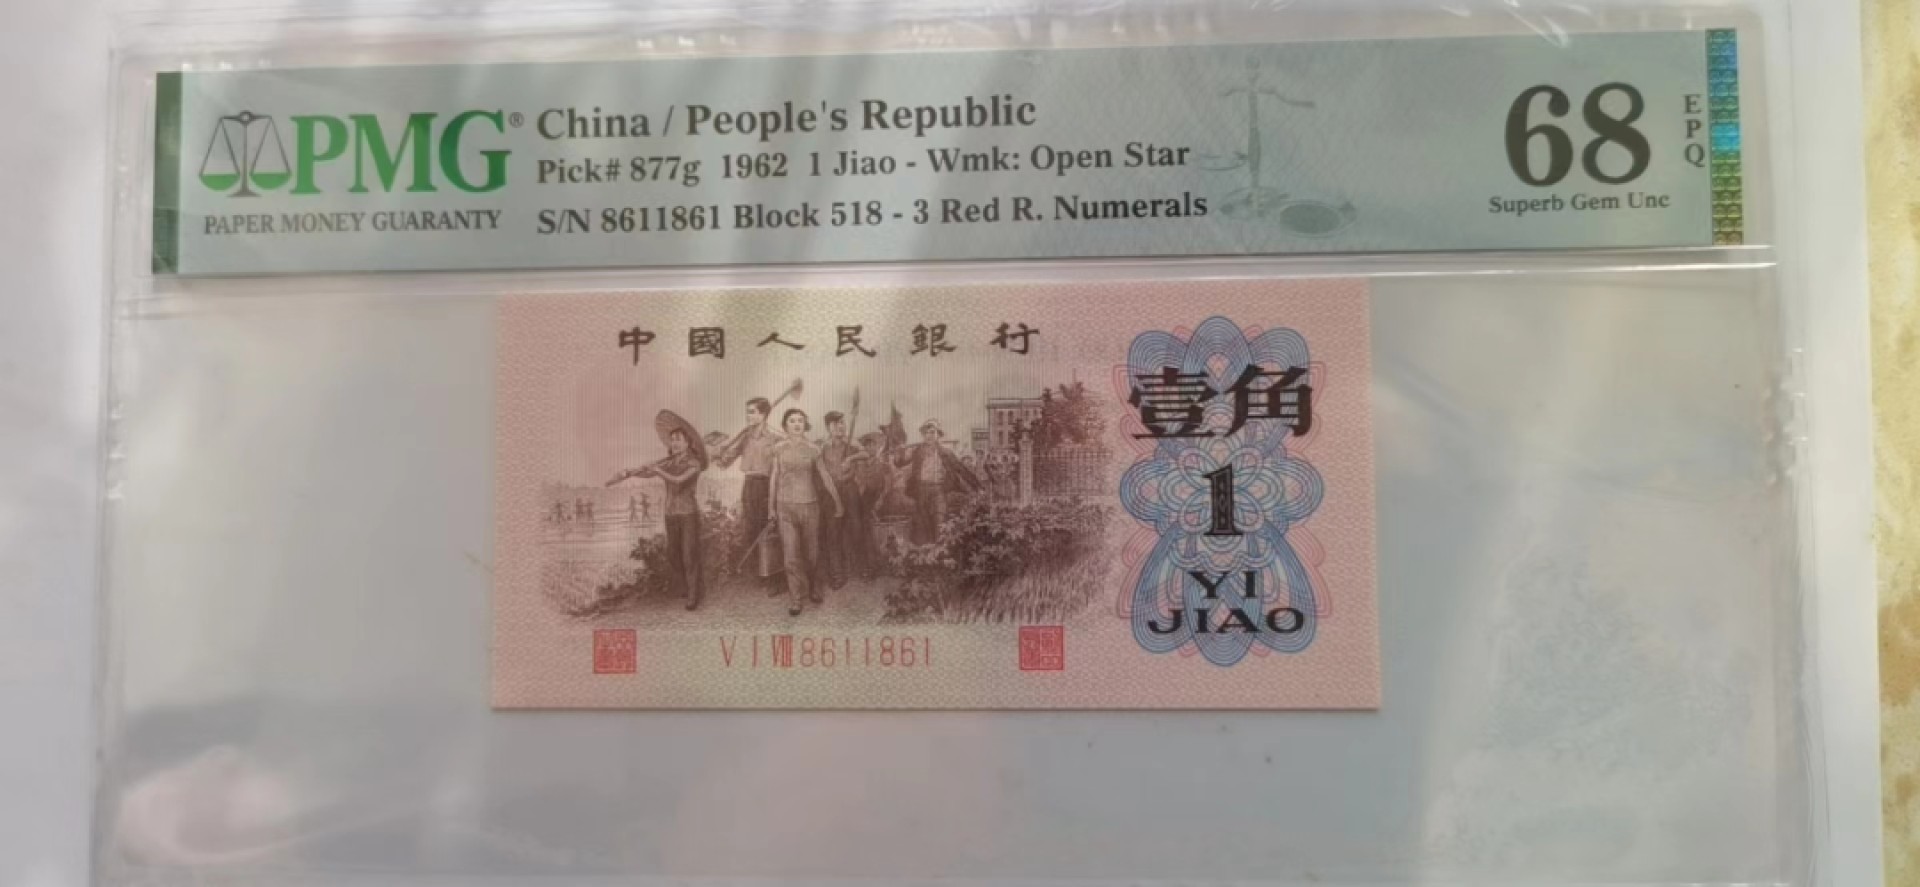 PMG®
PAPER MONEY GUARANTY
China / People's Republic
Pick# 877g 1962 1 Jiao - Wmk: Open Star
S/N 8611861 Block 518 - 3 Red R. Numerals
68
EPQ
Superb Gem Unc
中國人民銀行
壹角
1
YI
JIAO
V I VIII 8611861